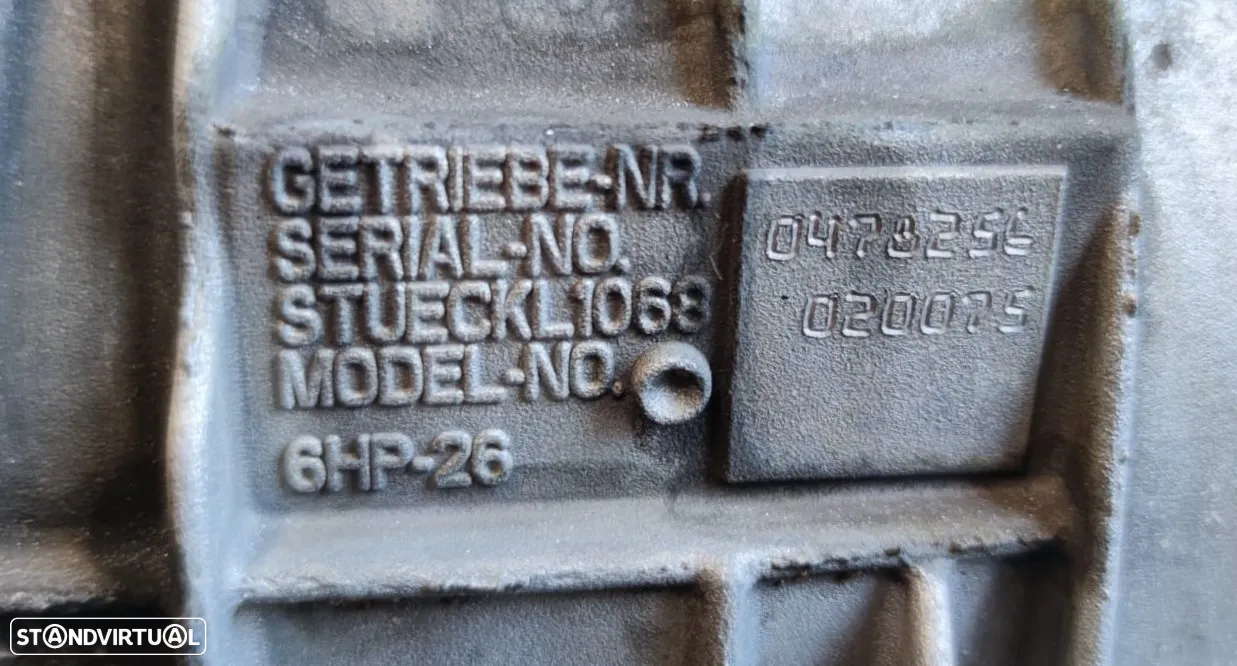 GETRIEBE-NR.
SERIAL-NO.
0478256
STUECKL1068
020075
MODEL-NO.
6HP-26
STANDVIRTUAL